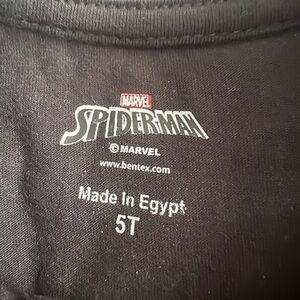 MARVEL
SPIDER-MAN
© MARVEL
www.bentex.com
Made In Egypt
5T